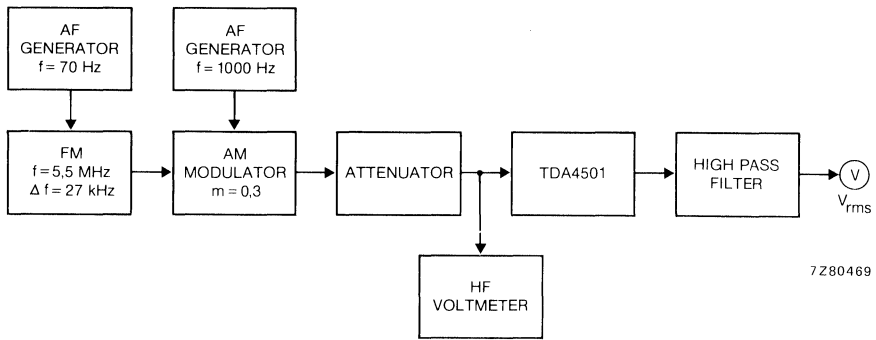 AF
GENERATOR
f = 70 Hz
AF
GENERATOR
f = 1000 Hz
FM
f = 5,5 MHz
Δ f = 27 kHz
AM
MODULATOR
m = 0,3
ATTENUATOR
TDA4501
HIGH PASS
FILTER
V
Vrms
HF
VOLTMETER
7Z80469